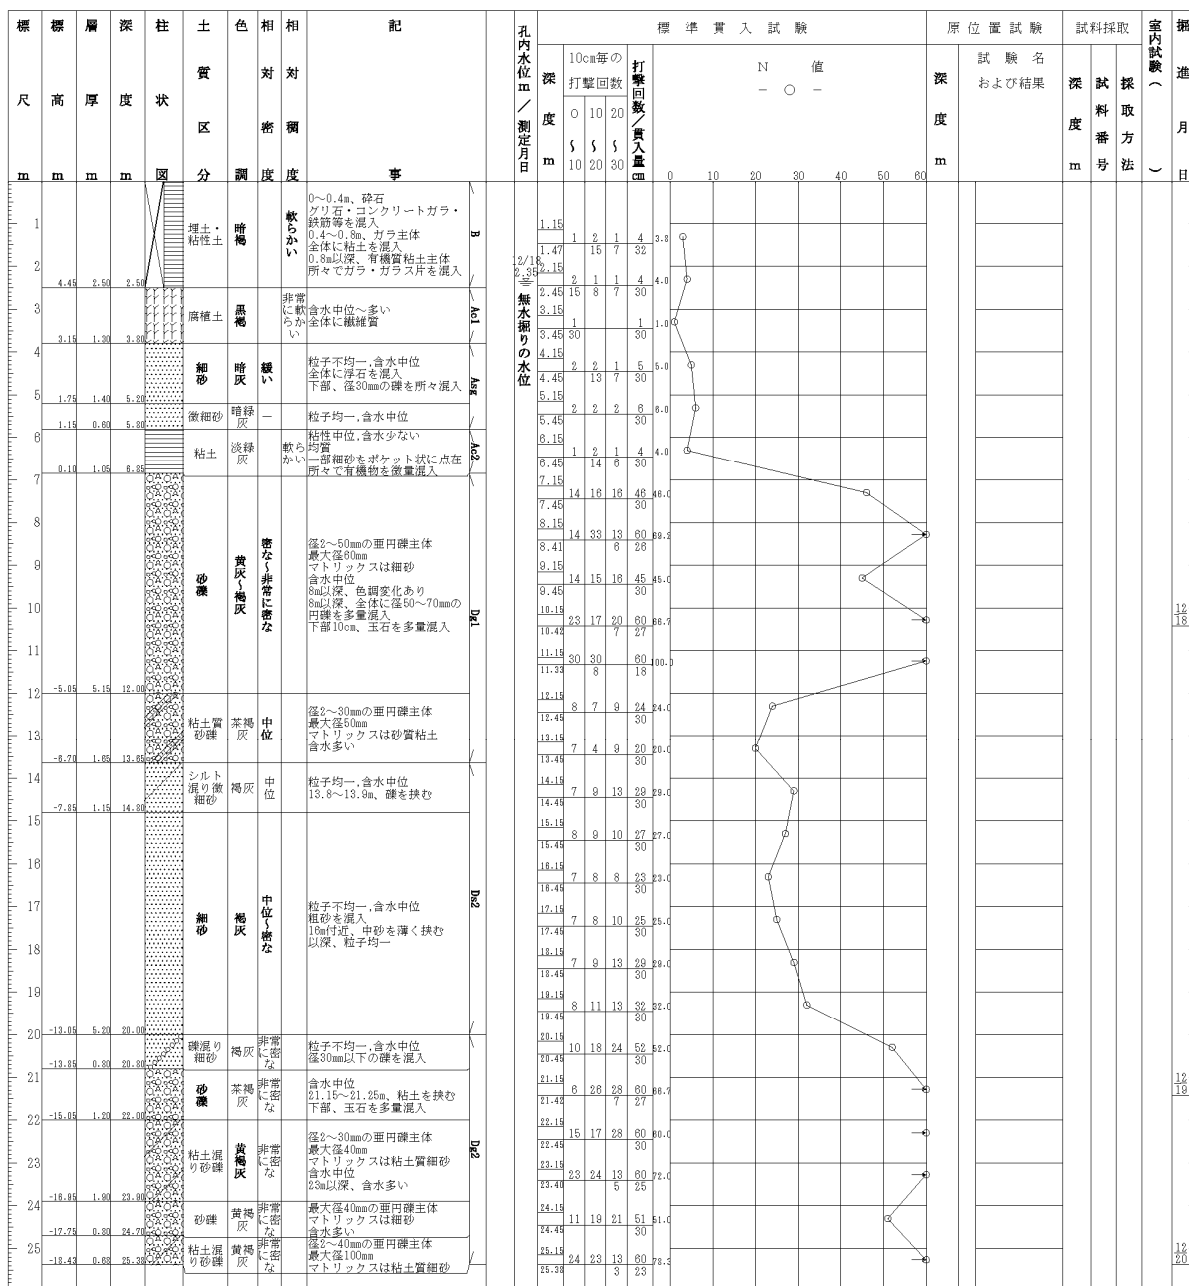 標尺 m
標高 m
層厚 m
深度 m
柱状図
土質区分
色調
相対密度
相対稠度
記事
孔内水位m/測定月日
標準貫入試験
深度 m
10cm毎の
打撃回数
0 10 20
~ ~ ~
10 20 30
打撃回数/貫入量cm
N 値
- ○ -
0 10 20 30 40 50 60
原位置試験
深度 m
試験名
および結果
試料採取
深度 m
試料番号
採取方法
室内試験( )
掘進月日
1
2
3
4
5
6
7
8
9
10
11
12
13
14
15
16
17
18
19
20
21
22
23
24
25
4.45 2.50 2.50
埋土・
粘性土
暗褐
軟らかい
0~0.4m、砕石
グリ石・コンクリートガラ・
鉄筋等を混入
0.4~0.8m、ガラ主体
全体に粘土を混入
0.8m以深、有機質粘土主体
所々でガラ・ガラス片を混入
B
3.15 1.30 3.80
腐植土
黒褐
非常に軟らかい
含水中位~多い
全体に繊維質
Ac1
1.75 1.40 5.20
細砂
暗灰
緩い
粒子不均一,含水中位
全体に浮石を混入
下部、径30mmの礫を所々混入
Asg
1.15 0.60 5.80
微細砂
暗緑灰
-
粒子均一,含水中位
0.10 1.05 6.85
粘土
淡緑灰
軟らかい
粘性中位,含水少ない
均質
一部細砂をポケット状に点在
所々で有機物を微量混入
Ac2
-5.05 5.15 12.00
砂礫
黄灰~褐灰
密な~非常に密な
径2~50mmの亜円礫主体
最大径60mm
マトリックスは細砂
含水中位
8m以深、色調変化あり
8m以深、全体に径50~70mmの
円礫を多量混入
下部10cm、玉石を多量混入
Dg1
-6.70 1.65 13.65
粘土質
砂礫
茶褐灰
中位
径2~30mmの亜円礫主体
最大径50mm
マトリックスは砂質粘土
含水多い
-7.85 1.15 14.80
シルト
混り微
細砂
褐灰
中位
粒子均一,含水中位
13.8~13.9m、礫を挟む
-13.05 5.20 20.00
細砂
褐灰
中位~密な
粒子不均一,含水中位
粗砂を混入
16m付近、中砂を薄く挟む
以深、粒子均一
Ds2
-13.85 0.80 20.80
礫混り
細砂
褐灰
非常に密な
粒子不均一,含水中位
径30mm以下の礫を混入
-15.05 1.20 22.00
砂礫
茶褐灰
非常に密な
含水中位
21.15~21.25m、粘土を挟む
下部、玉石を多量混入
-16.95 1.90 23.90
粘土混
り砂礫
黄褐灰
非常に密な
径2~30mmの亜円礫主体
最大径40mm
マトリックスは粘土質細砂
含水中位
23m以深、含水多い
Dg2
-17.75 0.80 24.70
砂礫
黄褐灰
非常に密な
最大径40mmの亜円礫主体
マトリックスは細砂
含水多い
-18.43 0.68 25.38
粘土混
り砂礫
黄褐灰
非常に密な
径2~40mmの亜円礫主体
最大径100mm
マトリックスは粘土質細砂
12/18
2.35
無水掘りの水位
1.15
1 2 1 4 3.8
1.47 15 7 32
2.15
2 1 1 4 4.0
2.45 15 8 7 30
3.15
1 1 1.0
3.45 30 30
4.15
2 2 1 5 5.0
4.45 13 7 30
5.15
2 2 2 6 6.0
5.45 30
6.15
1 2 1 4 4.0
6.45 14 6 30
7.15
14 16 16 46 46.0
7.45 30
8.15
14 33 13 60 69.2
8.41 6 26
9.15
14 15 16 45 45.0
9.45 30
10.15
23 17 20 60 66.7
10.42 7 27
11.15
30 30 60 100.0
11.33 8 18
12.15
8 7 9 24 24.0
12.45 30
13.15
7 4 9 20 20.0
13.45 30
14.15
7 9 13 29 29.0
14.45 30
15.15
8 9 10 27 27.0
15.45 30
16.15
7 8 8 23 23.0
16.45 30
17.15
7 8 10 25 25.0
17.45 30
18.15
7 9 13 29 29.0
18.45 30
19.15
8 11 13 32 32.0
19.45 30
20.15
10 18 24 52 52.0
20.45 30
21.15
6 26 28 60 66.7
21.42 7 27
22.15
15 17 28 60 60.0
22.45 30
23.15
23 24 13 60 72.0
23.40 5 25
24.15
11 19 21 51 51.0
24.45 30
25.15
24 23 13 60 78.3
25.38 3 23
12
18
12
19
12
20